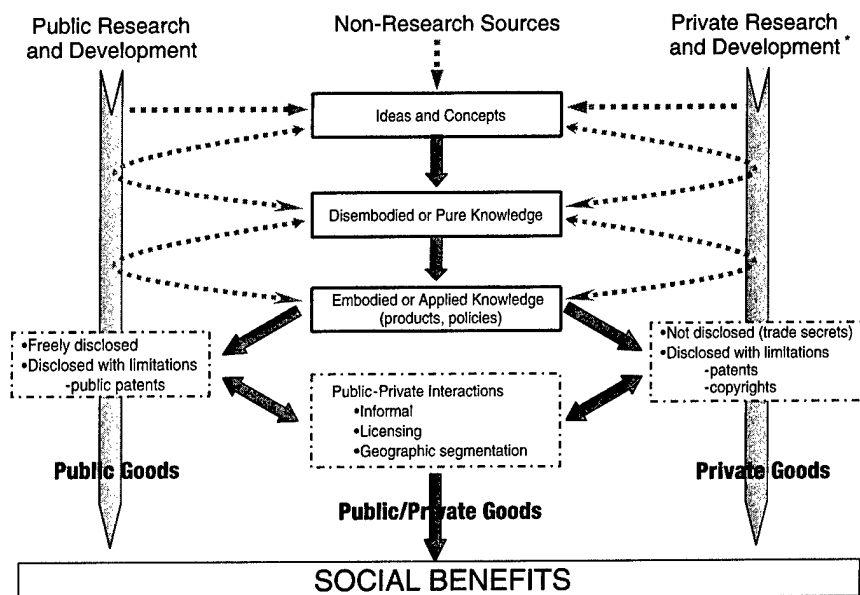 Public Research
and Development
Non-Research Sources
Private Research
and Development*
Ideas and Concepts
Disembodied or Pure Knowledge
Embodied or Applied Knowledge
(products, policies)
•Freely disclosed
•Disclosed with limitations
-public patents
•Not disclosed (trade secrets)
•Disclosed with limitations
-patents
-copyrights
Public-Private Interactions
•Informal
•Licensing
•Geographic segmentation
Public Goods
Private Goods
Public/Private Goods
SOCIAL BENEFITS